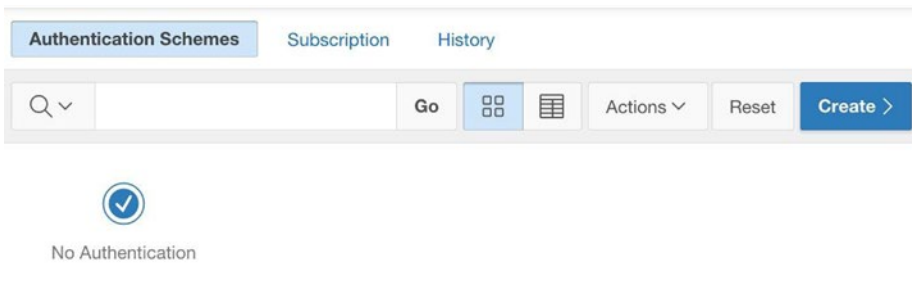 Authentication Schemes Subscription History
Go Actions Reset Create
No Authentication